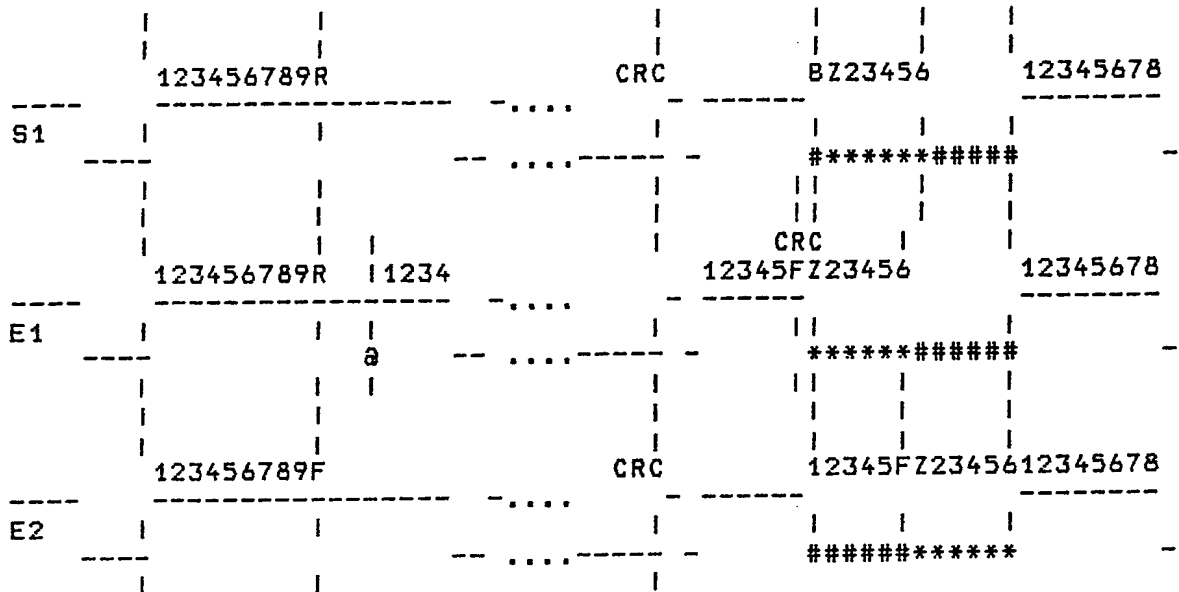 123456789R CRC BZ23456 12345678
---- ----------------- -.... - ------ --------
S1
---- -- ....----- - #******##### -
CRC
123456789R 1234 12345FZ23456 12345678
---- ----------------- -.... - ------ --------
E1
---- @ -- ....----- - ******###### -
123456789F CRC 12345FZ2345612345678
---- ----------------- -.... - ------ --------
E2
---- -- ....----- - ######****** -